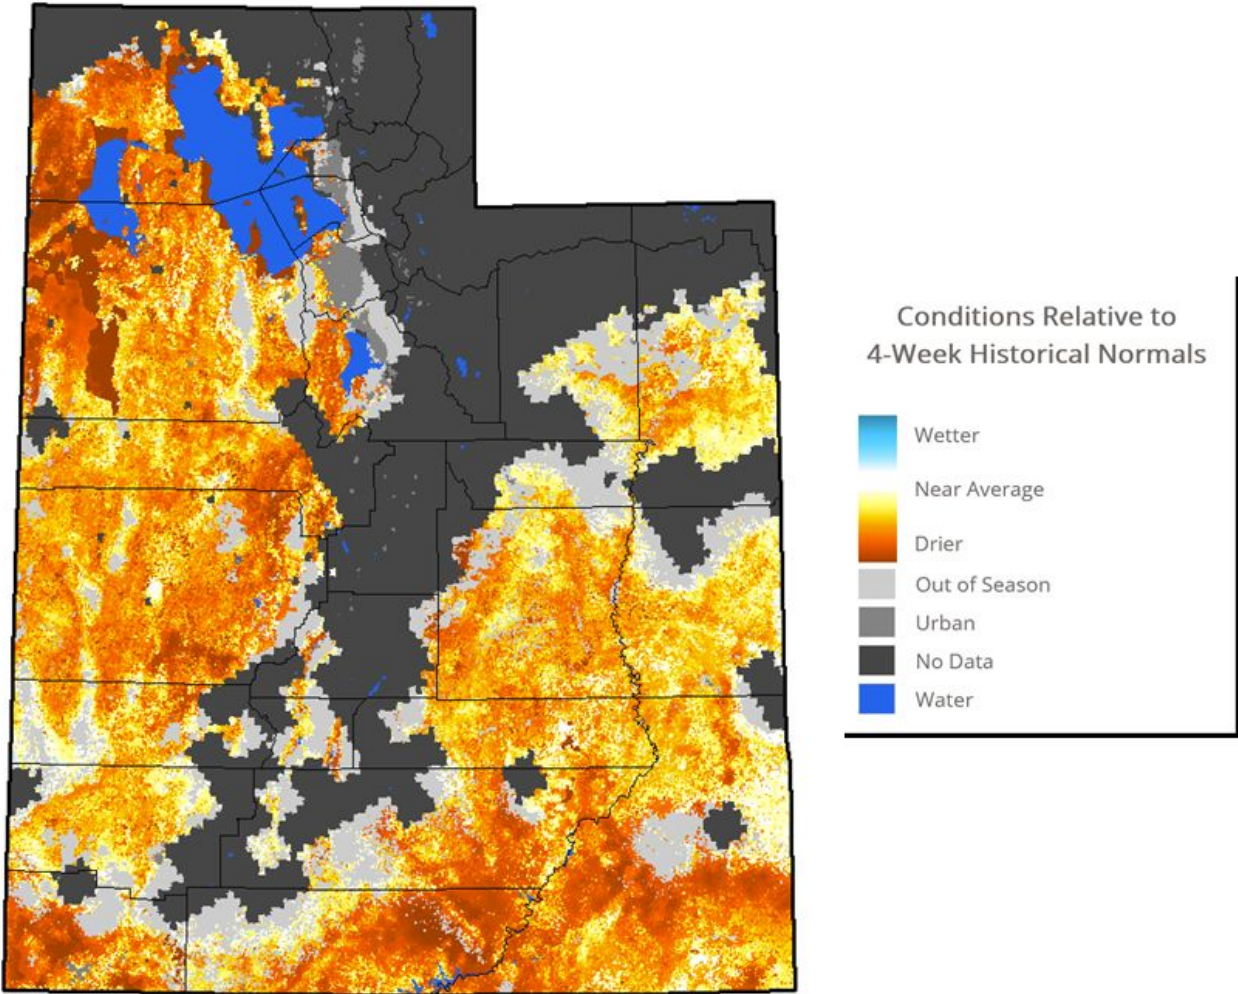 Conditions Relative to
4-Week Historical Normals
Wetter
Near Average
Drier
Out of Season
Urban
No Data
Water